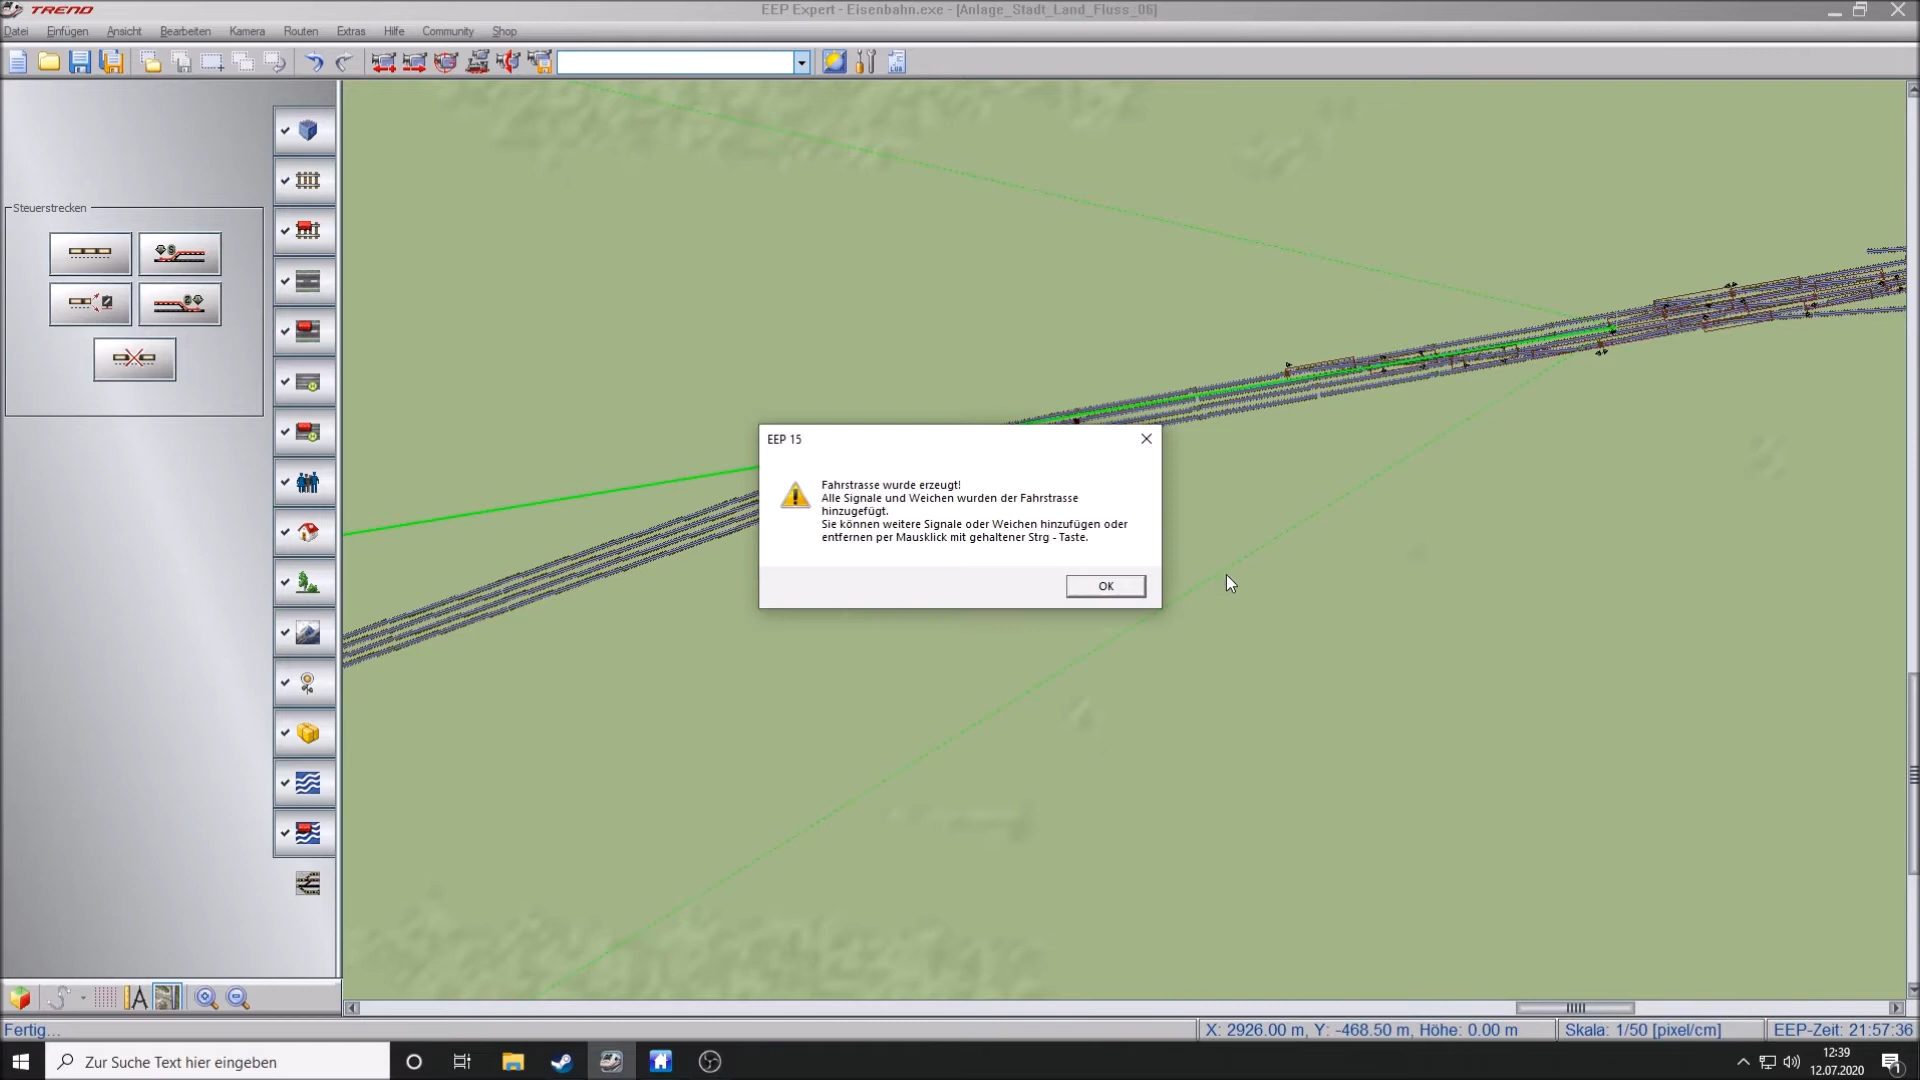 TREND
EEP Expert - Eisenbahn.exe - [Anlage_Stadt_Land_Fluss_06]
Datei Einfügen Ansicht Bearbeiten Kamera Routen Extras Hilfe Community Shop
Steuerstrecken
EEP 15
Fahrstrasse wurde erzeugt!
Alle Signale und Weichen wurden der Fahrstrasse
hinzugefügt.
Sie können weitere Signale oder Weichen hinzufügen oder
entfernen per Mausklick mit gehaltener Strg - Taste.
OK
Fertig...
X: 2926.00 m, Y: -468.50 m, Höhe: 0.00 m
Skala: 1/50 [pixel/cm]
EEP-Zeit: 21:57:36
Zur Suche Text hier eingeben
12:39
12.07.2020
1